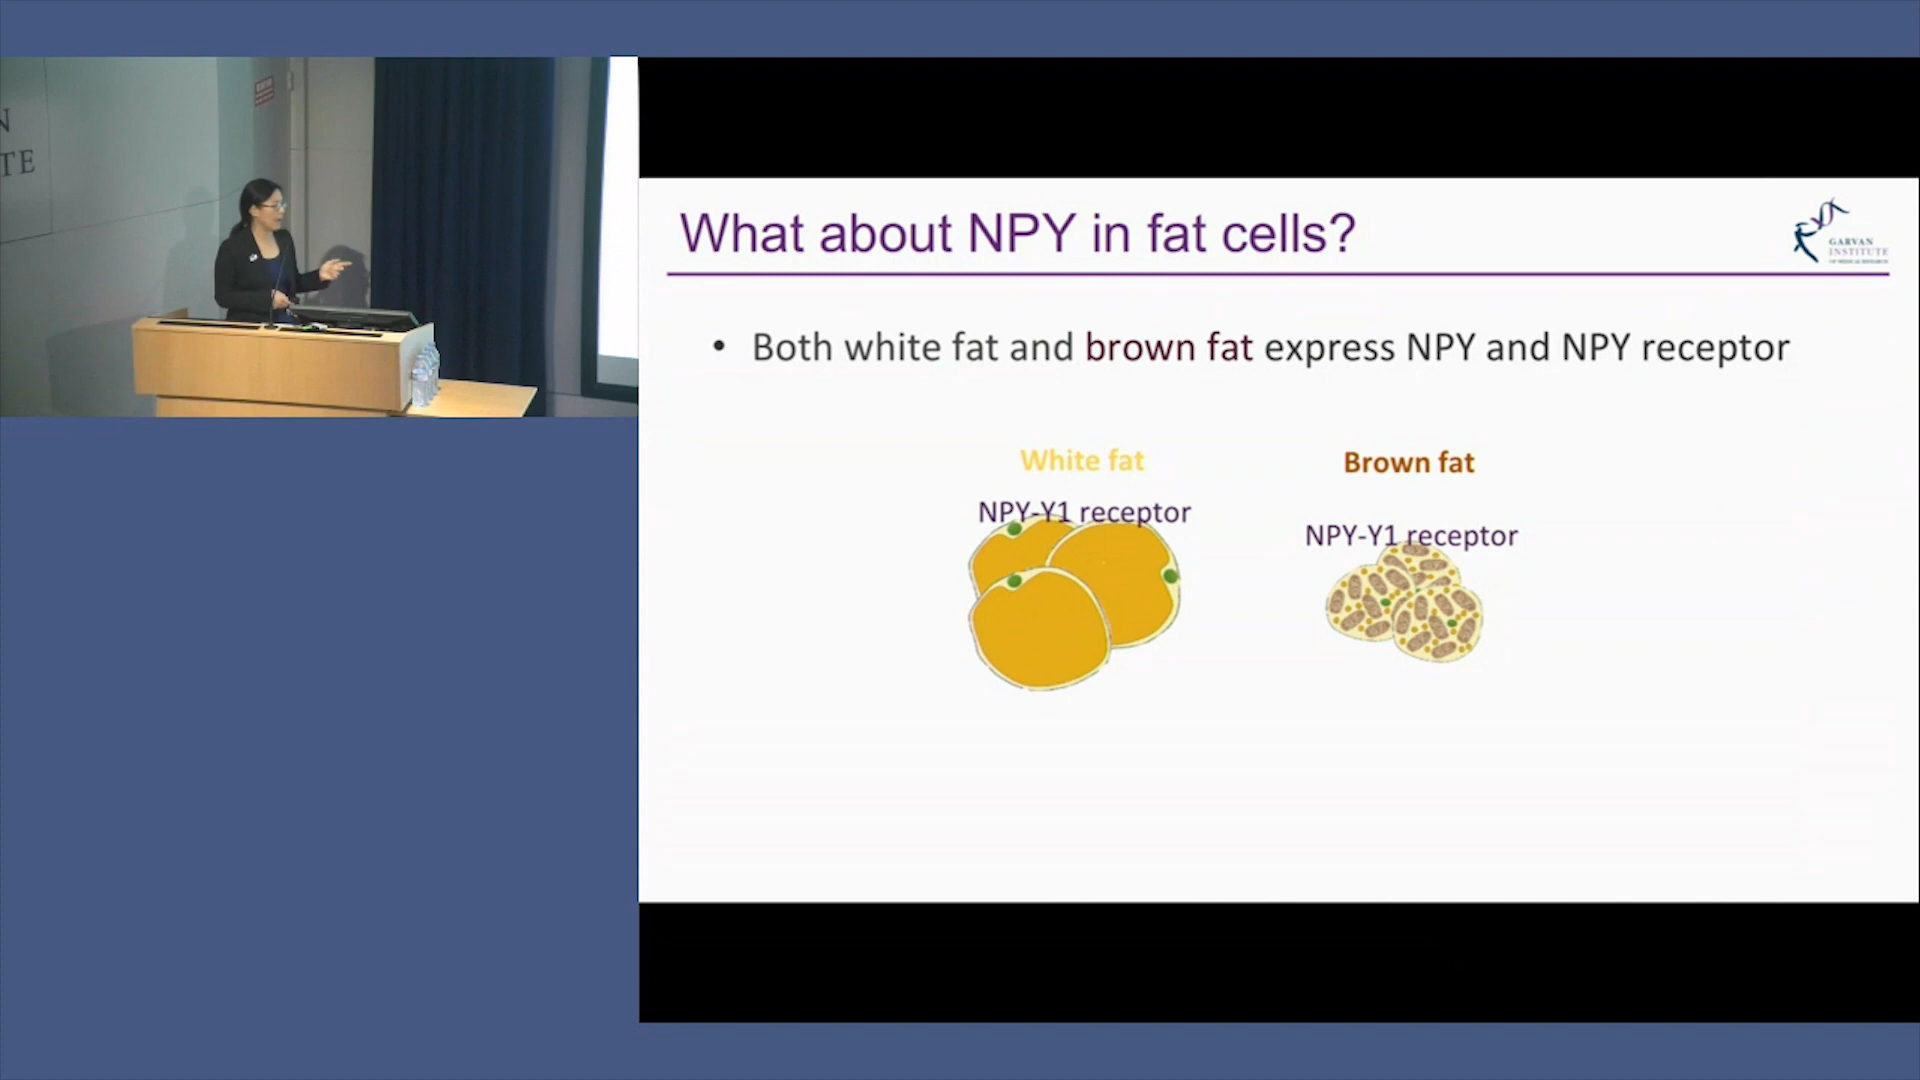 N
TE
What about NPY in fat cells?
GARVAN
INSTITUTE
OF MEDICAL RESEARCH
• Both white fat and brown fat express NPY and NPY receptor
White fat
Brown fat
NPY-Y1 receptor
NPY-Y1 receptor